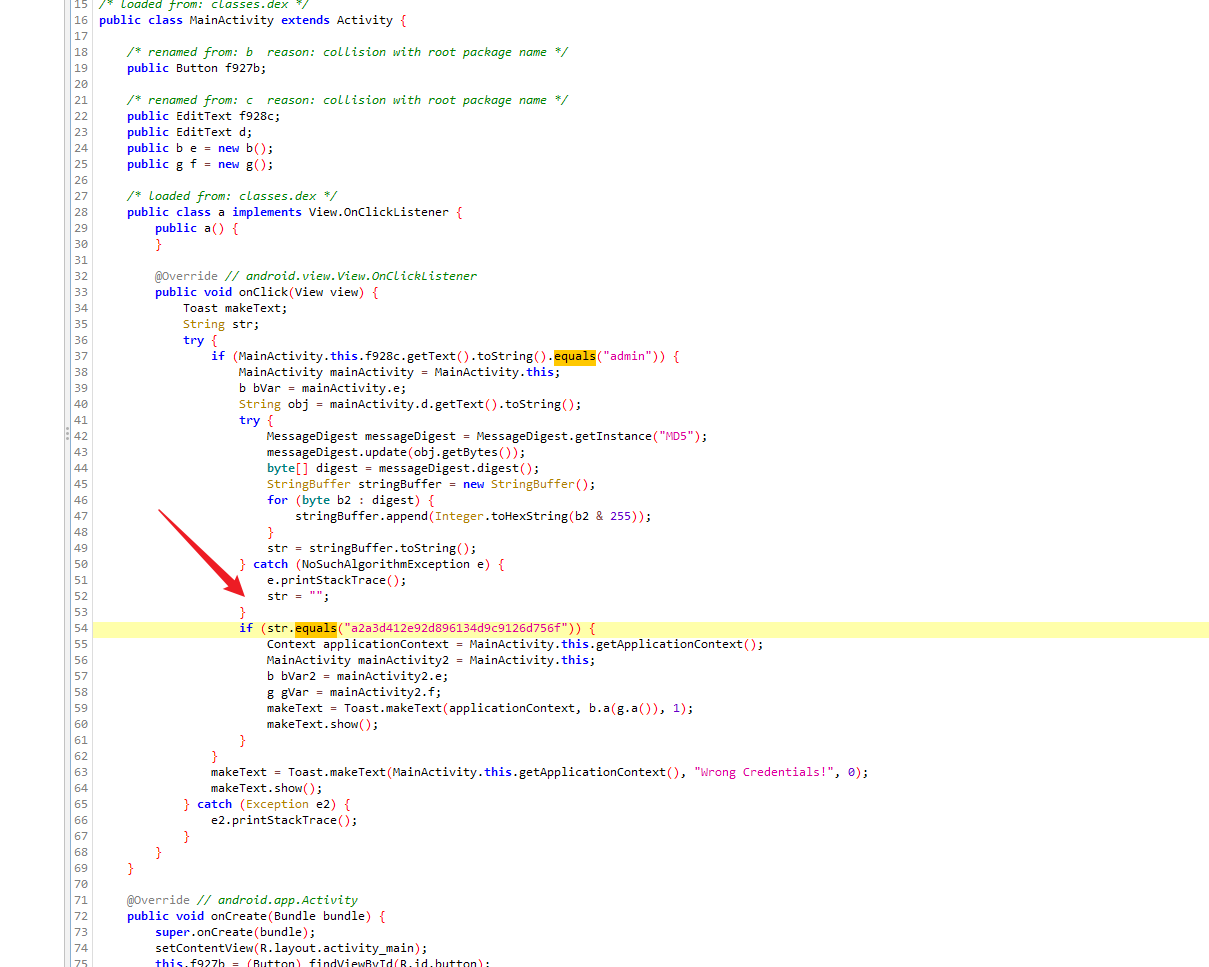 15 /* loaded from: classes.dex */
16 public class MainActivity extends Activity {
17
18 /* renamed from: b  reason: collision with root package name */
19 public Button f927b;
20
21 /* renamed from: c  reason: collision with root package name */
22 public EditText f928c;
23 public EditText d;
24 public b e = new b();
25 public g f = new g();
26
27 /* loaded from: classes.dex */
28 public class a implements View.OnClickListener {
29 public a() {
30 }
31
32 @Override // android.view.View.OnClickListener
33 public void onClick(View view) {
34 Toast makeText;
35 String str;
36 try {
37 if (MainActivity.this.f928c.getText().toString().equals("admin")) {
38 MainActivity mainActivity = MainActivity.this;
39 b bVar = mainActivity.e;
40 String obj = mainActivity.d.getText().toString();
41 try {
42 MessageDigest messageDigest = MessageDigest.getInstance("MD5");
43 messageDigest.update(obj.getBytes());
44 byte[] digest = messageDigest.digest();
45 StringBuffer stringBuffer = new StringBuffer();
46 for (byte b2 : digest) {
47 stringBuffer.append(Integer.toHexString(b2 & 255));
48 }
49 str = stringBuffer.toString();
50 } catch (NoSuchAlgorithmException e) {
51 e.printStackTrace();
52 str = "";
53 }
54 if (str.equals("a2a3d412e92d896134d9c9126d756f")) {
55 Context applicationContext = MainActivity.this.getApplicationContext();
56 MainActivity mainActivity2 = MainActivity.this;
57 b bVar2 = mainActivity2.e;
58 g gVar = mainActivity2.f;
59 makeText = Toast.makeText(applicationContext, b.a(g.a()), 1);
60 makeText.show();
61 }
62 }
63 makeText = Toast.makeText(MainActivity.this.getApplicationContext(), "Wrong Credentials!", 0);
64 makeText.show();
65 } catch (Exception e2) {
66 e2.printStackTrace();
67 }
68 }
69 }
70
71 @Override // android.app.Activity
72 public void onCreate(Bundle bundle) {
73 super.onCreate(bundle);
74 setContentView(R.layout.activity_main);
75 this.f927b = (Button) findViewById(R.id.button);